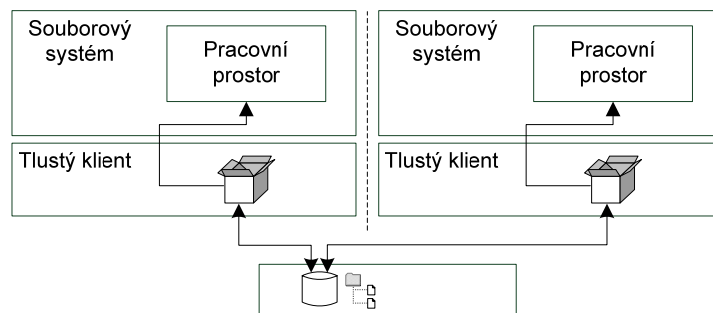 Souborový
systém
Pracovní
prostor
Tlustý klient
Souborový
systém
Pracovní
prostor
Tlustý klient